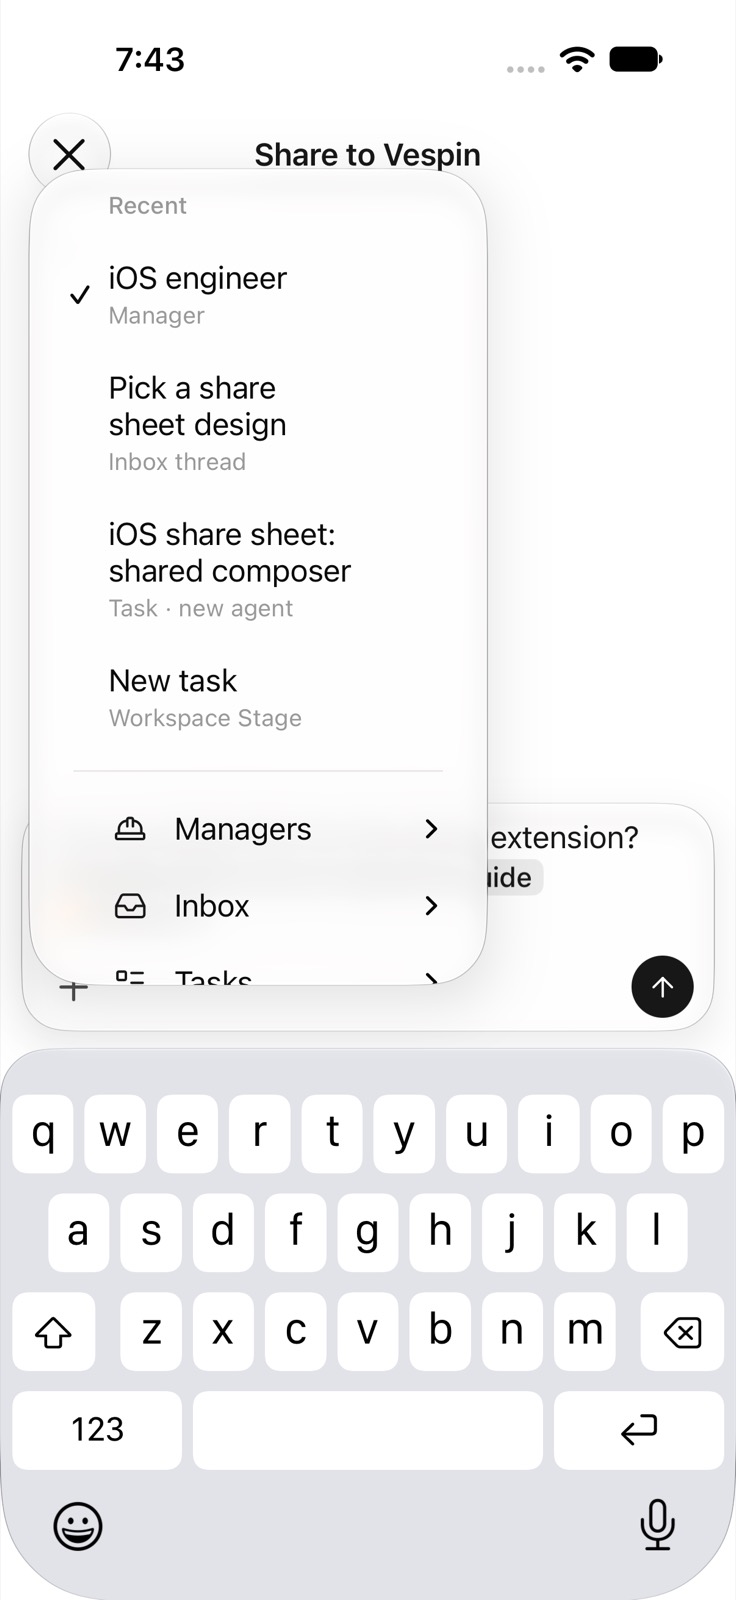 7:43
Share to Vespin
Recent
iOS engineer
Manager
Pick a share
sheet design
Inbox thread
iOS share sheet:
shared composer
Task · new agent
New task
Workspace Stage
Managers
extension?
Inbox
Tasks
q w e r t y u i o p
a s d f g h j k l
z x c v b n m
123